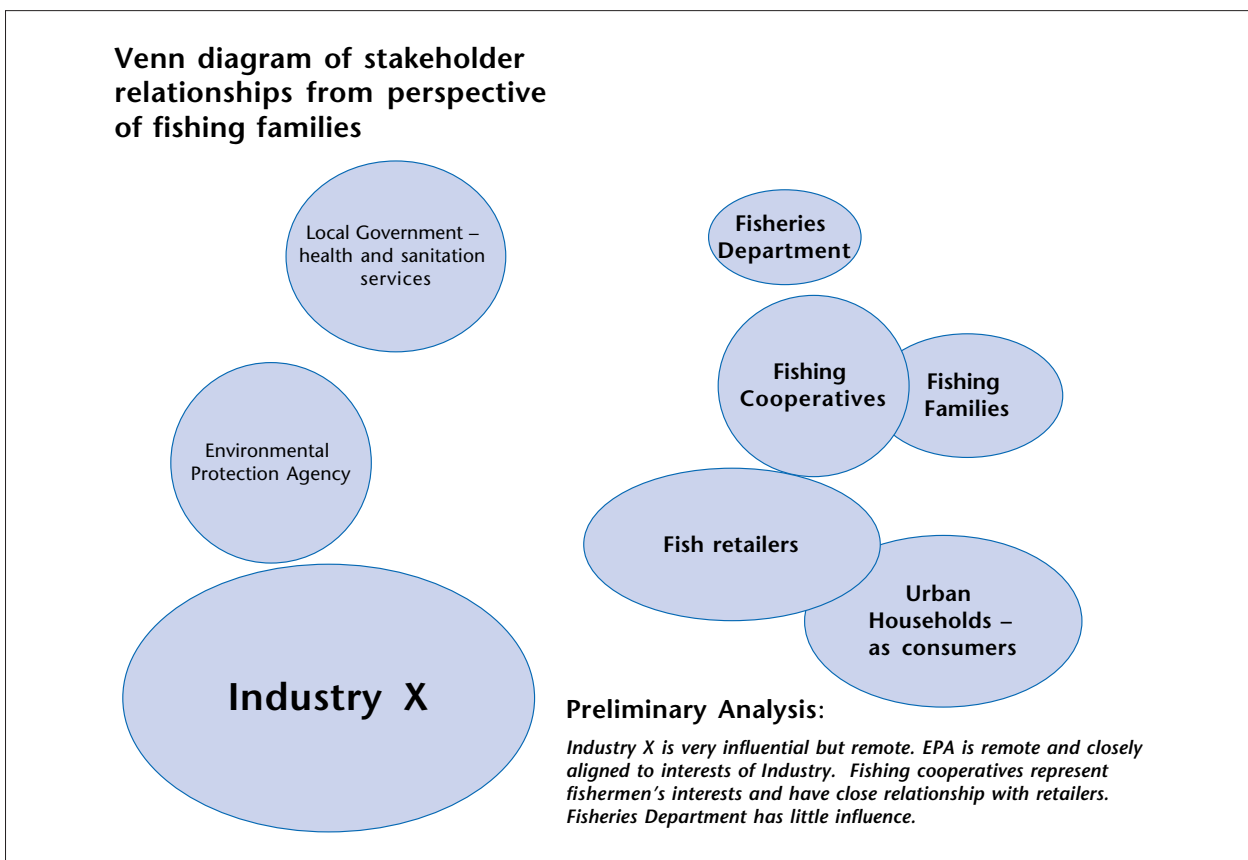 Venn diagram of stakeholder
relationships from perspective
of fishing families
Local Government –
health and sanitation
services
Fisheries
Department
Fishing
Cooperatives
Fishing
Families
Environmental
Protection Agency
Fish retailers
Urban
Households –
as consumers
Industry X
Preliminary Analysis:
Industry X is very influential but remote. EPA is remote and closely
aligned to interests of Industry.  Fishing cooperatives represent
fishermen's interests and have close relationship with retailers.
Fisheries Department has little influence.